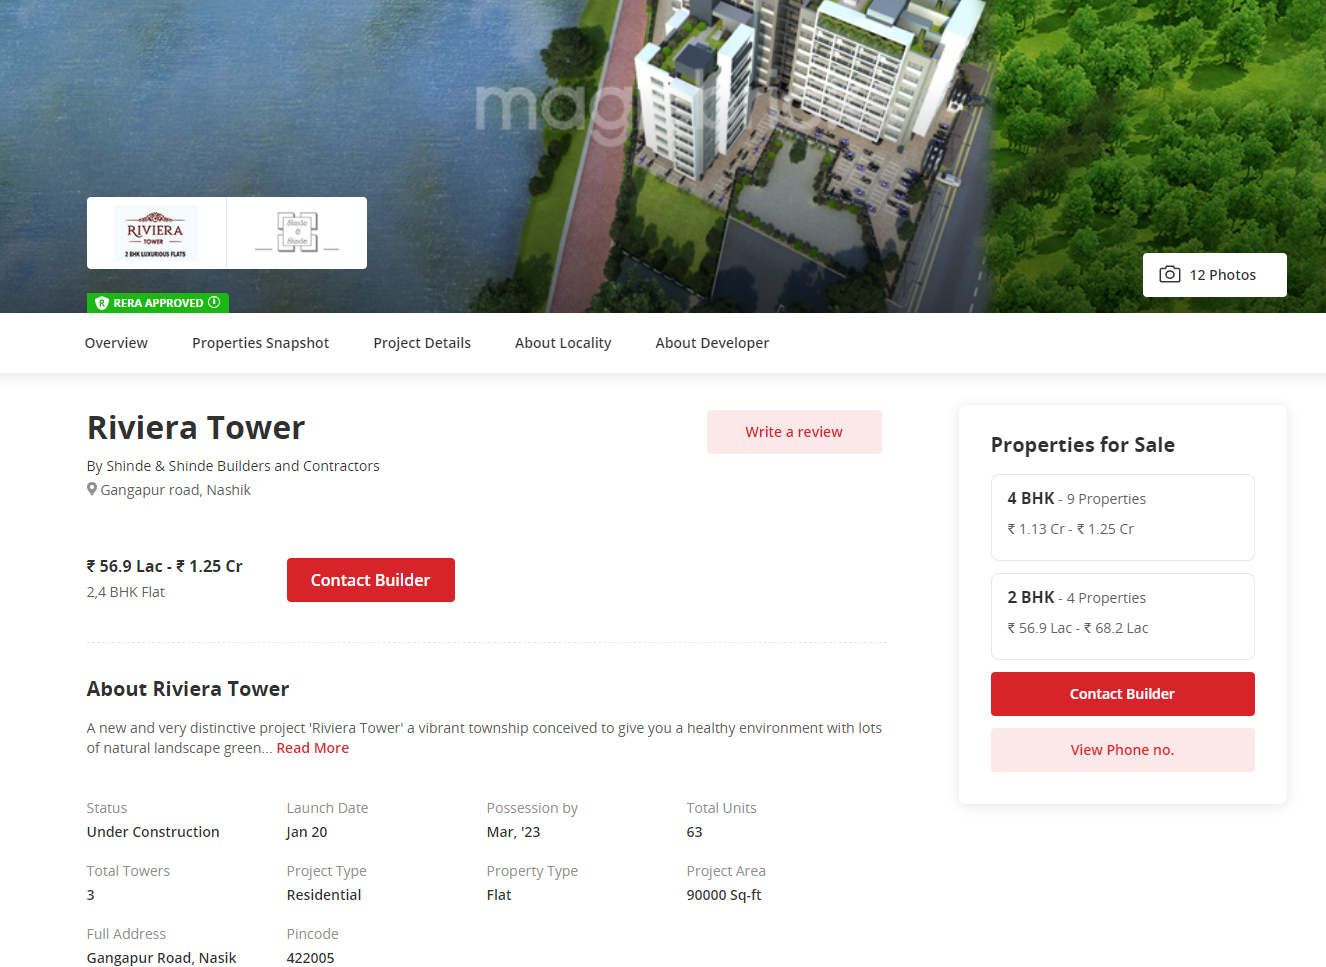 RIVIERA
TOWER
2 BHK LUXURIOUS FLATS
Shinde
&
Shinde
RERA APPROVED
12 Photos
Overview
Properties Snapshot
Project Details
About Locality
About Developer
Riviera Tower
Write a review
By Shinde & Shinde Builders and Contractors
Gangapur road, Nashik
₹ 56.9 Lac - ₹ 1.25 Cr
2,4 BHK Flat
Contact Builder
About Riviera Tower
A new and very distinctive project 'Riviera Tower' a vibrant township conceived to give you a healthy environment with lots
of natural landscape green... Read More
Status
Launch Date
Possession by
Total Units
Under Construction
Jan 20
Mar, '23
63
Total Towers
Project Type
Property Type
Project Area
3
Residential
Flat
90000 Sq-ft
Full Address
Pincode
Gangapur Road, Nasik
422005
Properties for Sale
4 BHK - 9 Properties
₹ 1.13 Cr - ₹ 1.25 Cr
2 BHK - 4 Properties
₹ 56.9 Lac - ₹ 68.2 Lac
Contact Builder
View Phone no.